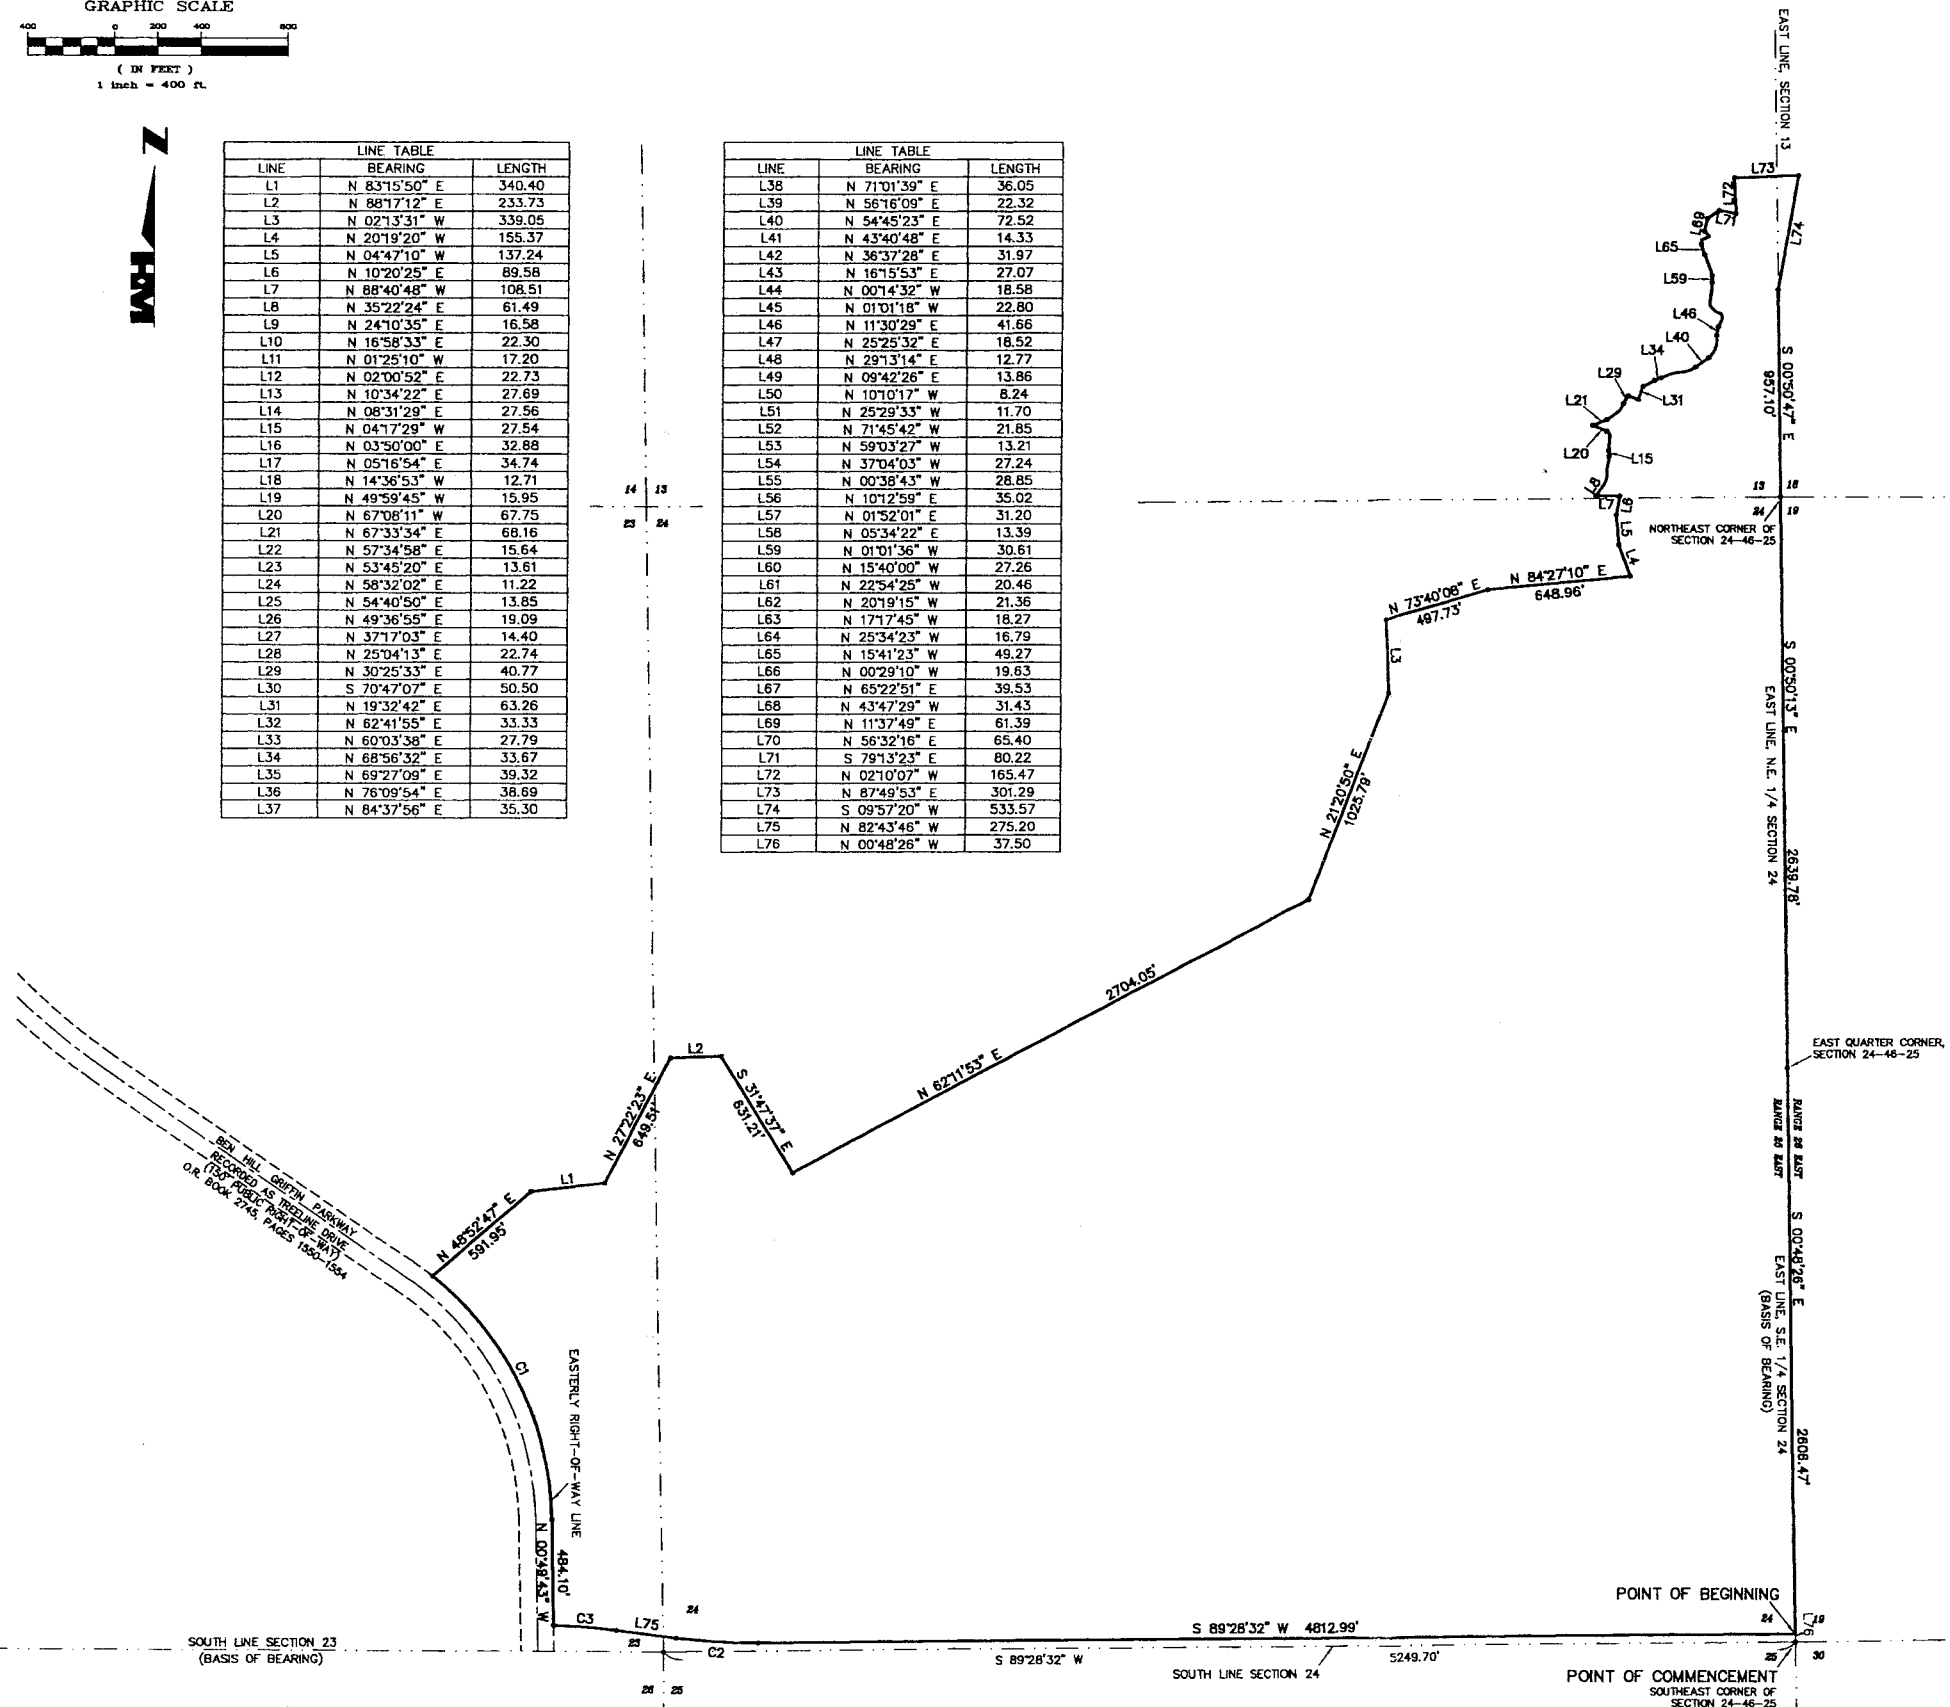 GRAPHIC SCALE
400 0 200 400 800
( IN FEET )
1 inch = 400 ft.
N
LINE TABLE
LINE BEARING LENGTH
L1 N 83°15'50" E 340.40
L2 N 88°17'12" E 233.73
L3 N 02°13'31" W 339.05
L4 N 20°19'20" W 155.37
L5 N 04°47'10" W 137.24
L6 N 10°20'25" E 89.58
L7 N 88°40'48" W 108.51
L8 N 35°22'24" E 61.49
L9 N 24°10'35" E 16.58
L10 N 16°58'33" E 22.30
L11 N 01°25'10" W 17.20
L12 N 02°00'52" E 22.73
L13 N 10°34'22" E 27.69
L14 N 08°31'29" E 27.56
L15 N 04°17'29" W 27.54
L16 N 03°50'00" E 32.88
L17 N 05°16'54" E 34.74
L18 N 14°36'53" W 12.71
L19 N 49°59'45" W 15.95
L20 N 67°08'11" W 67.75
L21 N 67°33'34" E 68.16
L22 N 57°34'58" E 15.64
L23 N 53°45'20" E 13.61
L24 N 58°32'02" E 11.22
L25 N 54°40'50" E 13.85
L26 N 49°36'55" E 19.09
L27 N 37°17'03" E 14.40
L28 N 25°04'13" E 22.74
L29 N 30°25'33" E 40.77
L30 S 70°47'07" E 50.50
L31 N 19°32'42" E 63.26
L32 N 62°41'55" E 33.33
L33 N 60°03'38" E 27.79
L34 N 68°56'32" E 33.67
L35 N 69°27'09" E 39.32
L36 N 76°09'54" E 38.69
L37 N 84°37'56" E 35.30
LINE TABLE
LINE BEARING LENGTH
L38 N 71°01'39" E 36.05
L39 N 56°16'09" E 22.32
L40 N 54°45'23" E 72.52
L41 N 43°40'48" E 14.33
L42 N 36°37'28" E 31.97
L43 N 16°15'53" E 27.07
L44 N 00°14'32" W 18.58
L45 N 01°01'18" W 22.80
L46 N 11°30'29" E 41.66
L47 N 25°25'32" E 18.52
L48 N 29°13'14" E 12.77
L49 N 09°42'26" E 13.86
L50 N 10°10'17" W 8.24
L51 N 25°29'33" W 11.70
L52 N 71°45'42" W 21.85
L53 N 59°03'27" W 13.21
L54 N 37°04'03" W 27.24
L55 N 00°38'43" W 28.85
L56 N 10°12'59" E 35.02
L57 N 01°52'01" E 31.20
L58 N 05°34'22" E 13.39
L59 N 01°01'36" W 30.61
L60 N 15°40'00" W 27.26
L61 N 22°54'25" W 20.46
L62 N 20°19'15" W 21.36
L63 N 17°17'45" W 18.27
L64 N 25°34'23" W 16.79
L65 N 15°41'23" W 49.27
L66 N 00°29'10" W 19.63
L67 N 65°22'51" E 39.53
L68 N 43°47'29" W 31.43
L69 N 11°37'49" E 61.39
L70 N 56°32'16" E 65.40
L71 S 79°13'23" E 80.22
L72 N 02°10'07" W 165.47
L73 N 87°49'53" E 301.29
L74 S 09°57'20" W 533.57
L75 N 82°43'46" W 275.20
L76 N 00°48'26" W 37.50
EAST LINE, SECTION 13
L73
L72
L71
L69
L74
L65
L59
L46
L40
L34
L29
L31
L21
L20
L15
L8
L7
L6
L5
L4
S 00°50'47" E
957.10'
14 13
23 24
13 18
24 19
NORTHEAST CORNER OF
SECTION 24-46-25
N 84°27'10" E
648.96'
N 73°40'08" E
497.73'
L3
S 00°50'13" E
2639.78'
EAST LINE, N.E. 1/4 SECTION 24
N 21°20'50" E
1025.79'
2704.05'
N 62°11'53" E
L2
S 31°47'37" E
631.21'
N 27°22'23" E
649.51'
L1
N 48°52'47" E
591.95'
EAST QUARTER CORNER,
SECTION 24-46-25
RANGE 26 EAST
RANGE 25 EAST
BEN HILL GRIFFIN PARKWAY
RECORDED AS TREELINE DRIVE
(150' PUBLIC RIGHT-OF-WAY)
O.R. BOOK 2745, PAGES 1550-1554
S 00°48'26" E
2608.47'
EAST LINE, S.E. 1/4 SECTION 24
(BASIS OF BEARING)
C1
EASTERLY RIGHT-OF-WAY LINE
N 00°49'43" W
484.10'
C3
L75
24
23
C2
26 25
SOUTH LINE SECTION 23
(BASIS OF BEARING)
S 89°28'32" W 4812.99'
S 89°28'32" W 5249.70'
SOUTH LINE SECTION 24
POINT OF BEGINNING
24 19
L76
25 30
POINT OF COMMENCEMENT
SOUTHEAST CORNER OF
SECTION 24-46-25